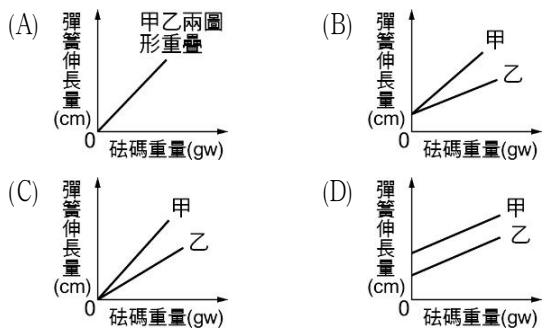 (A)
彈簧伸長量(cm)
甲乙兩圖
形重疊
0
砝碼重量(gw)
(B)
彈簧伸長量(cm)
甲
乙
0
砝碼重量(gw)
(C)
彈簧伸長量(cm)
甲
乙
0
砝碼重量(gw)
(D)
彈簧伸長量(cm)
甲
乙
0
砝碼重量(gw)